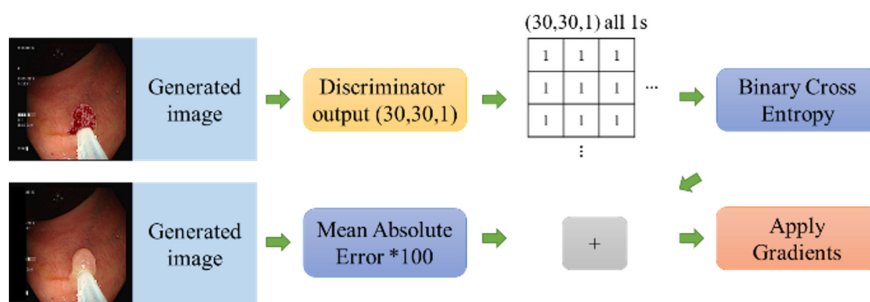 (30,30,1) all 1s
Generated
image
Discriminator
output (30,30,1)
1 1 1
1 1 1 ...
1 1 1
⋮
Binary Cross
Entropy
Generated
image
Mean Absolute
Error *100
+
Apply
Gradients